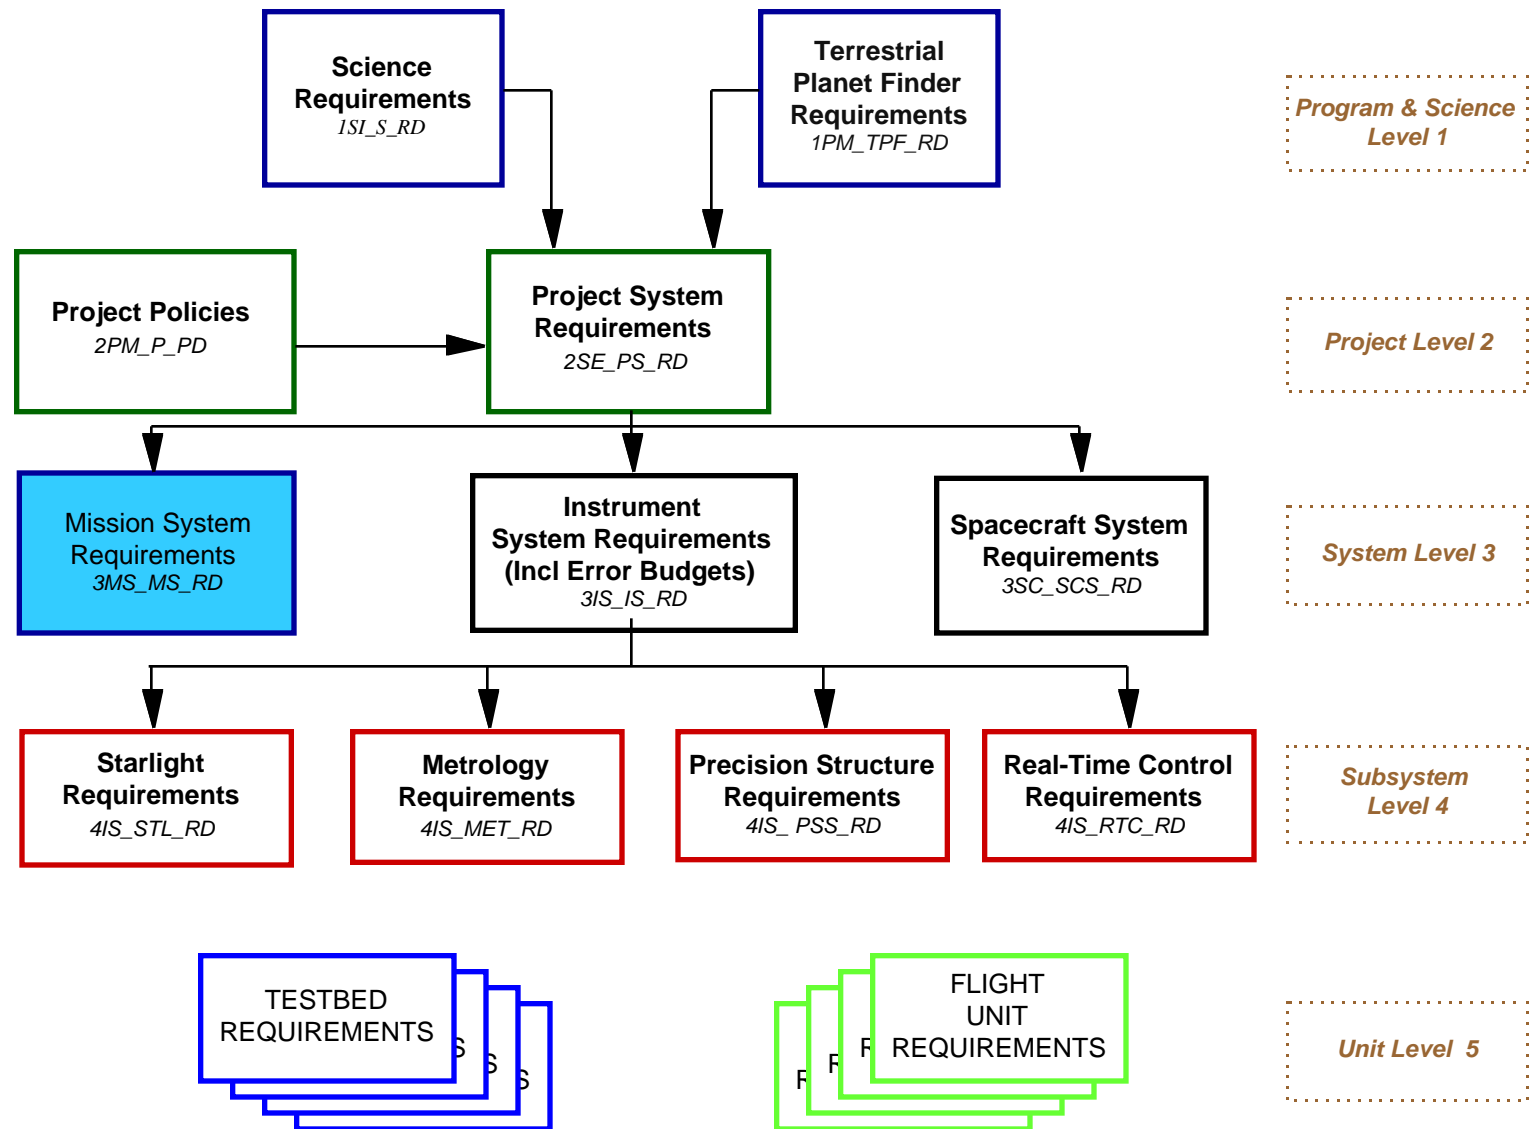 Science
Requirements
1SI_S_RD
Terrestrial
Planet Finder
Requirements
1PM_TPF_RD
Program & Science
Level 1
Project Policies
2PM_P_PD
Project System
Requirements
2SE_PS_RD
Project Level 2
Mission System
Requirements
3MS_MS_RD
Instrument
System Requirements
(Incl Error Budgets)
3IS_IS_RD
Spacecraft System
Requirements
3SC_SCS_RD
System Level 3
Starlight
Requirements
4IS_STL_RD
Metrology
Requirements
4IS_MET_RD
Precision Structure
Requirements
4IS_ PSS_RD
Real-Time Control
Requirements
4IS_RTC_RD
Subsystem
Level 4
TESTBED
REQUIREMENTS
S
S
S
FLIGHT
UNIT
REQUIREMENTS
R
R
R
Unit Level  5